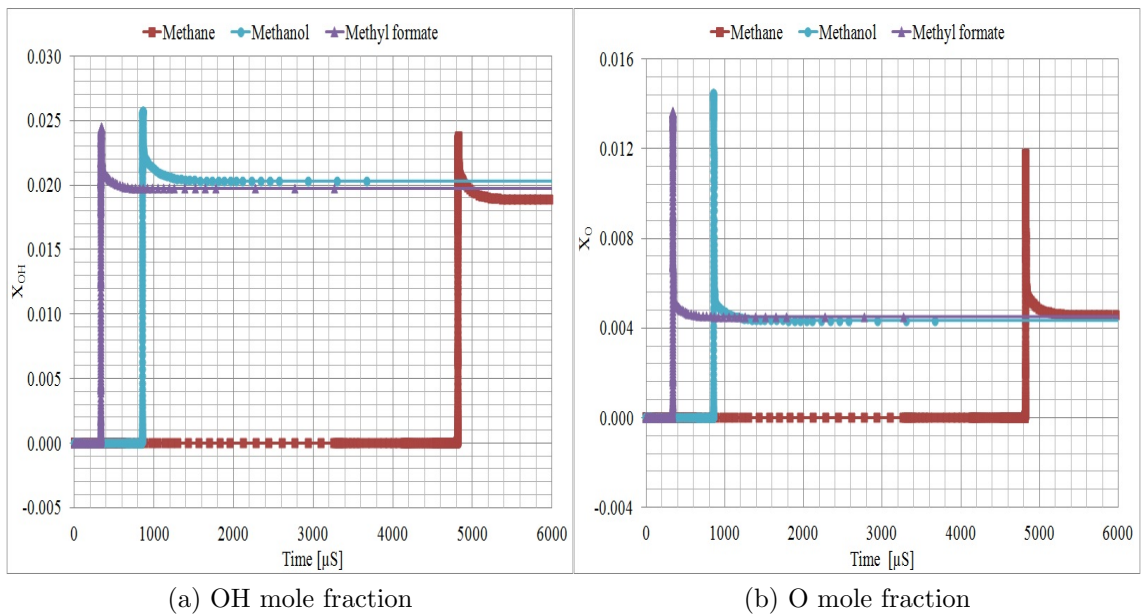 Methane Methanol Methyl formate
0.030
0.025
0.020
0.015
0.010
0.005
0.000
-0.005
XOH
0 1000 2000 3000 4000 5000 6000
Time [µS]
(a) OH mole fraction
Methane Methanol Methyl formate
0.016
0.012
0.008
0.004
0.000
-0.004
XO
0 1000 2000 3000 4000 5000 6000
Time [µS]
(b) O mole fraction